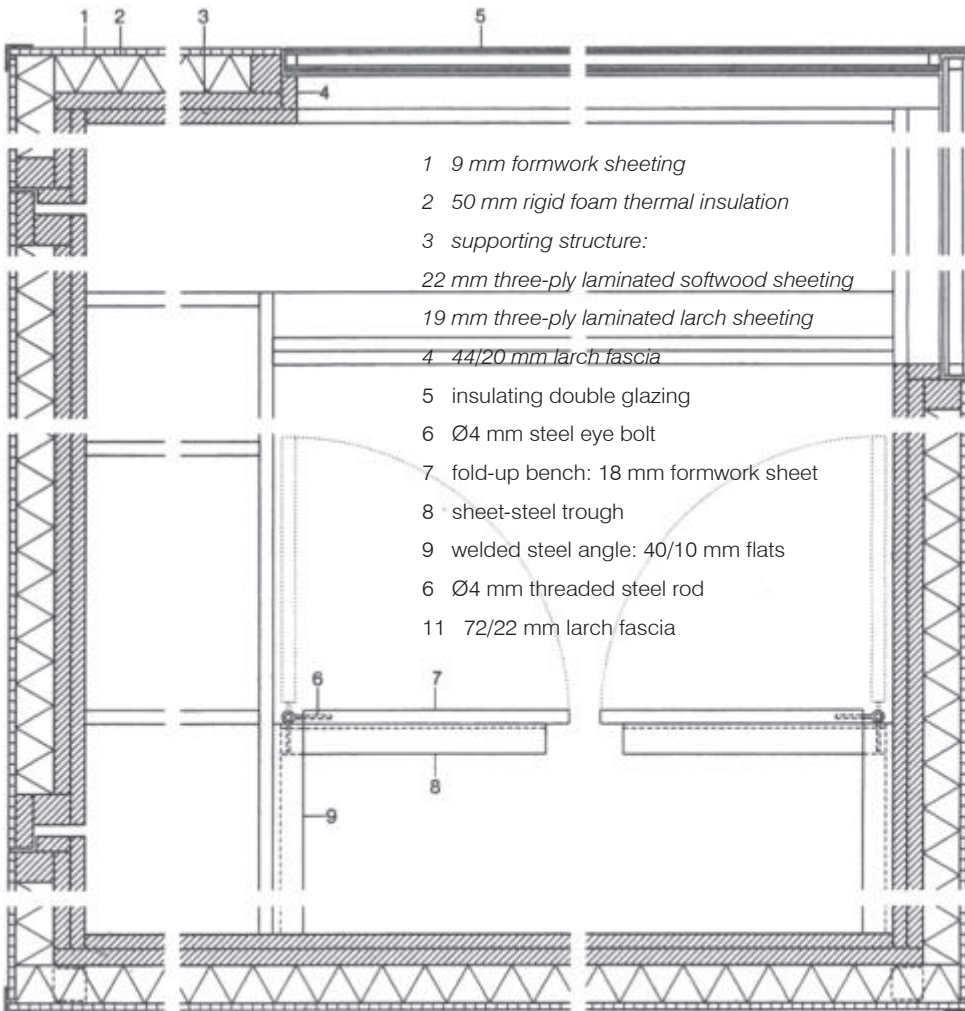 1 2 3 5
4
1 9 mm formwork sheeting
2 50 mm rigid foam thermal insulation
3 supporting structure:
22 mm three-ply laminated softwood sheeting
19 mm three-ply laminated larch sheeting
4 44/20 mm larch fascia
5 insulating double glazing
6 Ø4 mm steel eye bolt
7 fold-up bench: 18 mm formwork sheet
8 sheet-steel trough
9 welded steel angle: 40/10 mm flats
6 Ø4 mm threaded steel rod
11 72/22 mm larch fascia
6 7
8
9